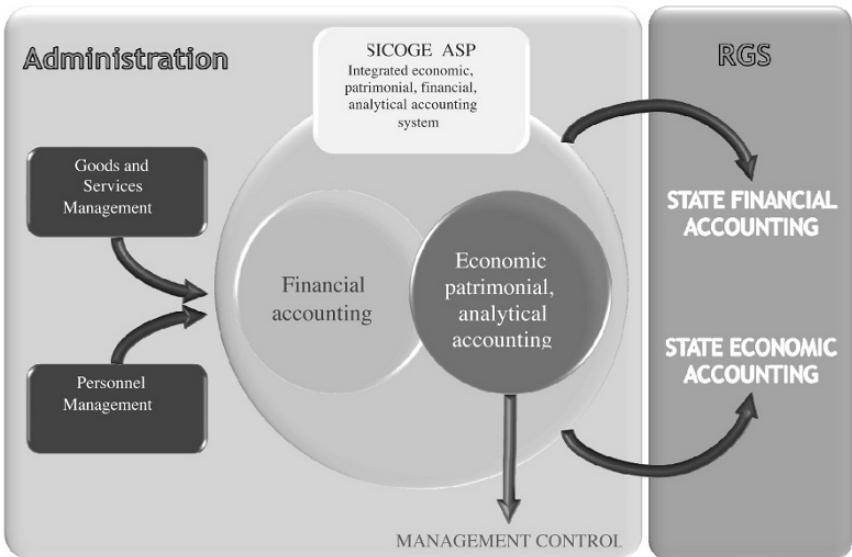 Administration
SICOGE ASP
Integrated economic,
patrimonial, financial,
analytical accounting
system
RGS
Goods and
Services
Management
STATE FINANCIAL
ACCOUNTING
Financial
accounting
Economic
patrimonial,
analytical
accounting
STATE ECONOMIC
ACCOUNTING
Personnel
Management
MANAGEMENT CONTROL